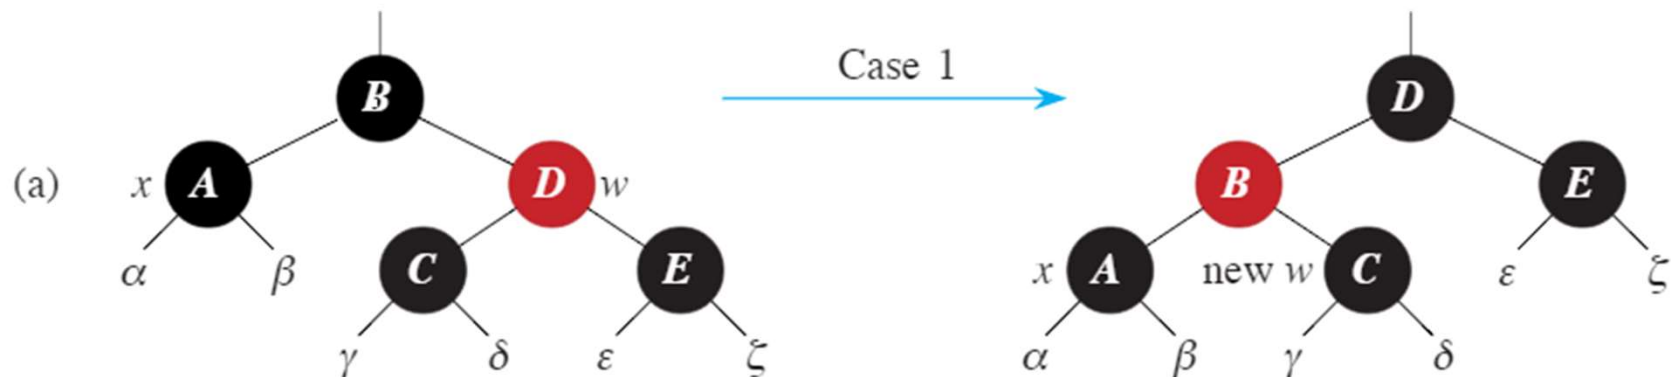 Case 1
B D
(a) x A D w B E
C E x A new w C ε ζ
α β
γ δ ε ζ α β γ δ